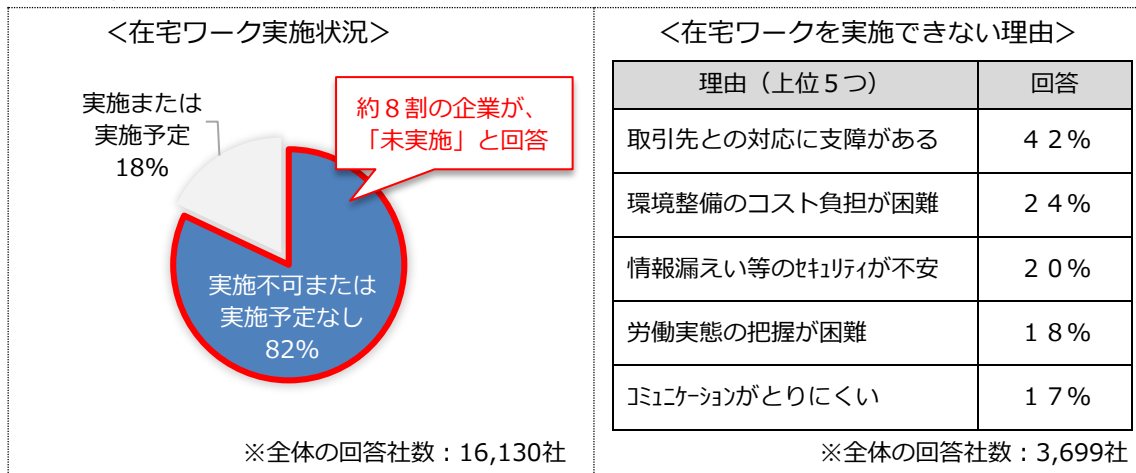 <在宅ワーク実施状況>
実施または
実施予定
18%
約8割の企業が、
「未実施」と回答
実施不可または
実施予定なし
82%
※全体の回答社数:16,130社
<在宅ワークを実施できない理由>
理由(上位5つ) 回答
取引先との対応に支障がある 42%
環境整備のコスト負担が困難 24%
情報漏えい等のセキュリティが不安 20%
労働実態の把握が困難 18%
コミュニケーションがとりにくい 17%
※全体の回答社数:3,699社